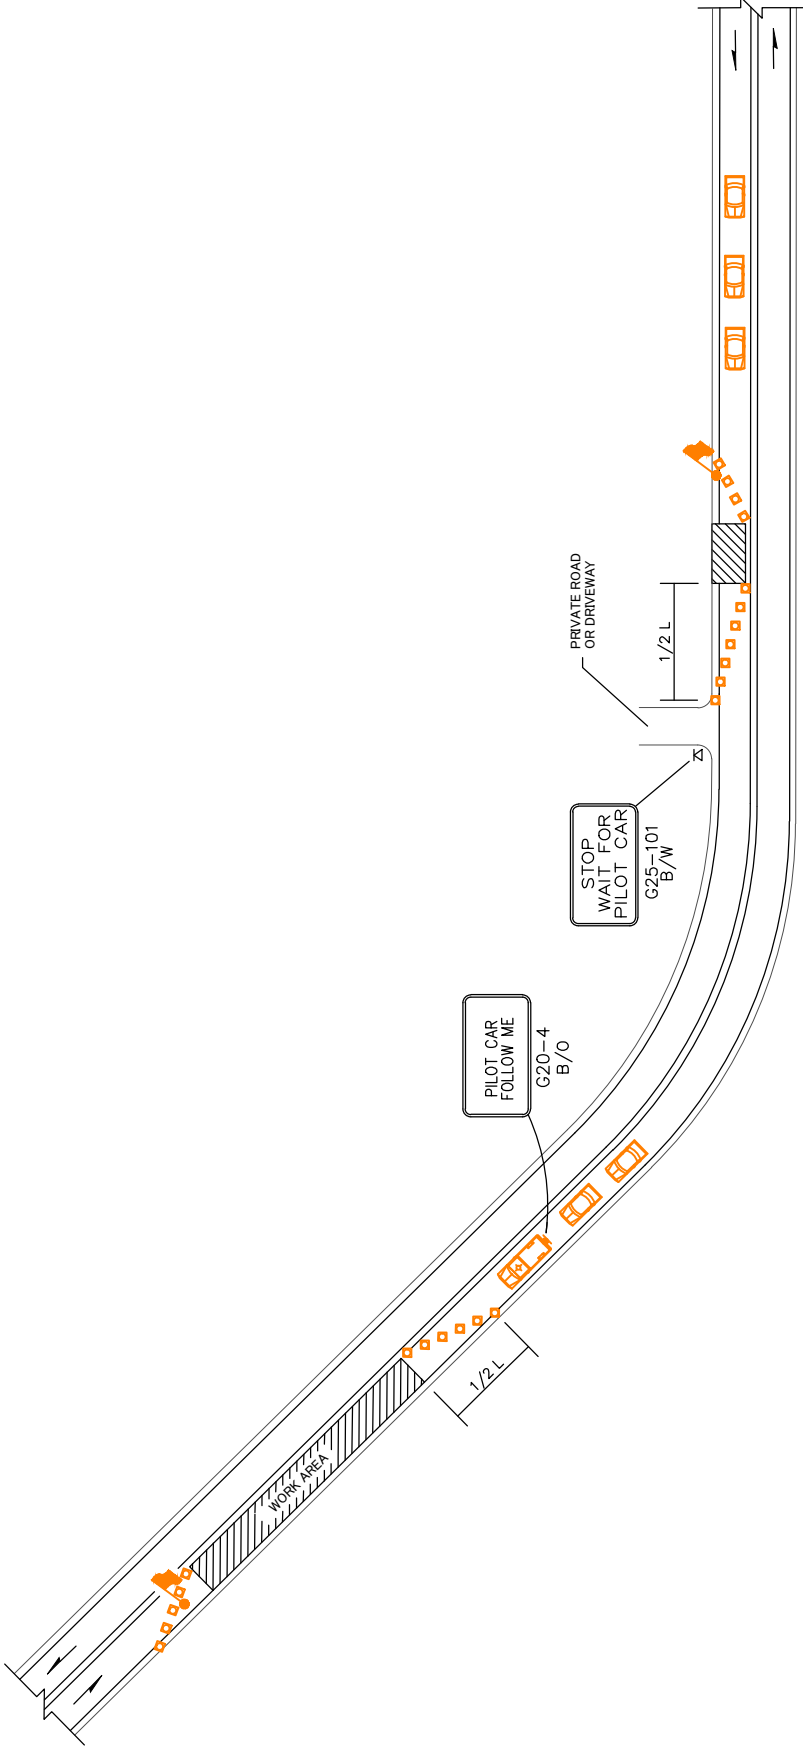 PRIVATE ROAD
OR DRIVEWAY
1/2 L
STOP
WAIT FOR
PILOT CAR
G25-101
B/W
PILOT CAR
FOLLOW ME
G20-4
B/O
1/2 L
WORK AREA